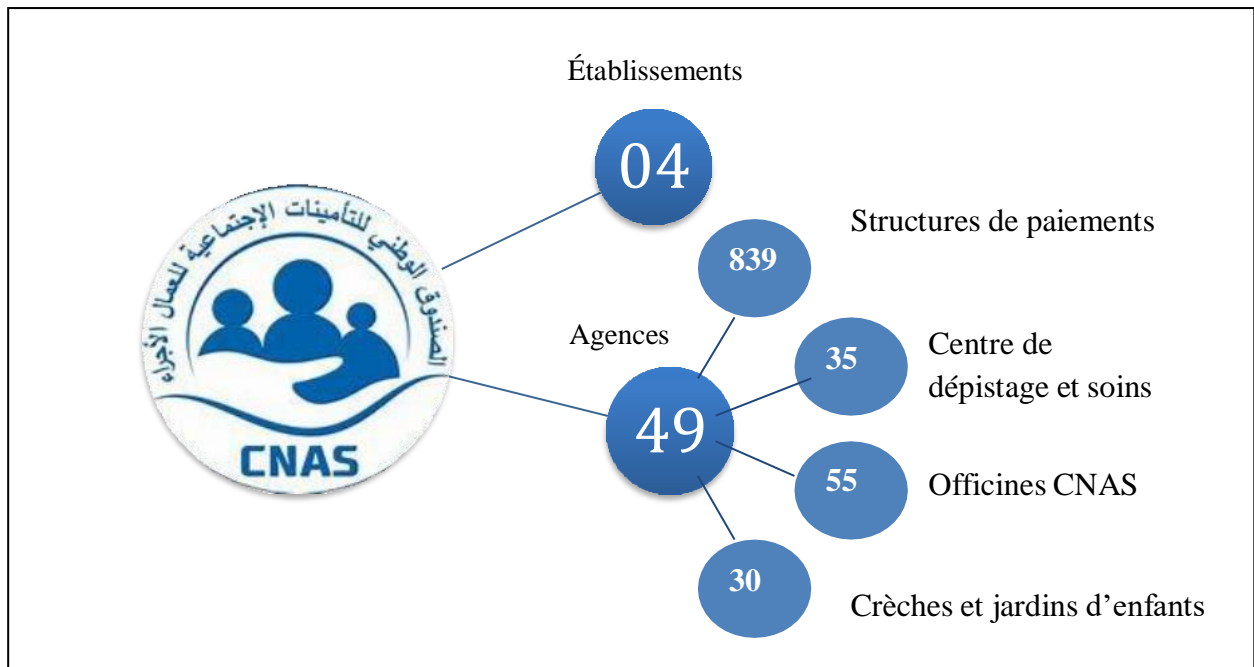 Établissements
04
Structures de paiements
839
Agences
35
Centre de
dépistage et soins
49
55
Officines CNAS
30
Crèches et jardins d’enfants
الصندوق الوطني للتأمينات الإجتماعية للعمال الأجراء
CNAS